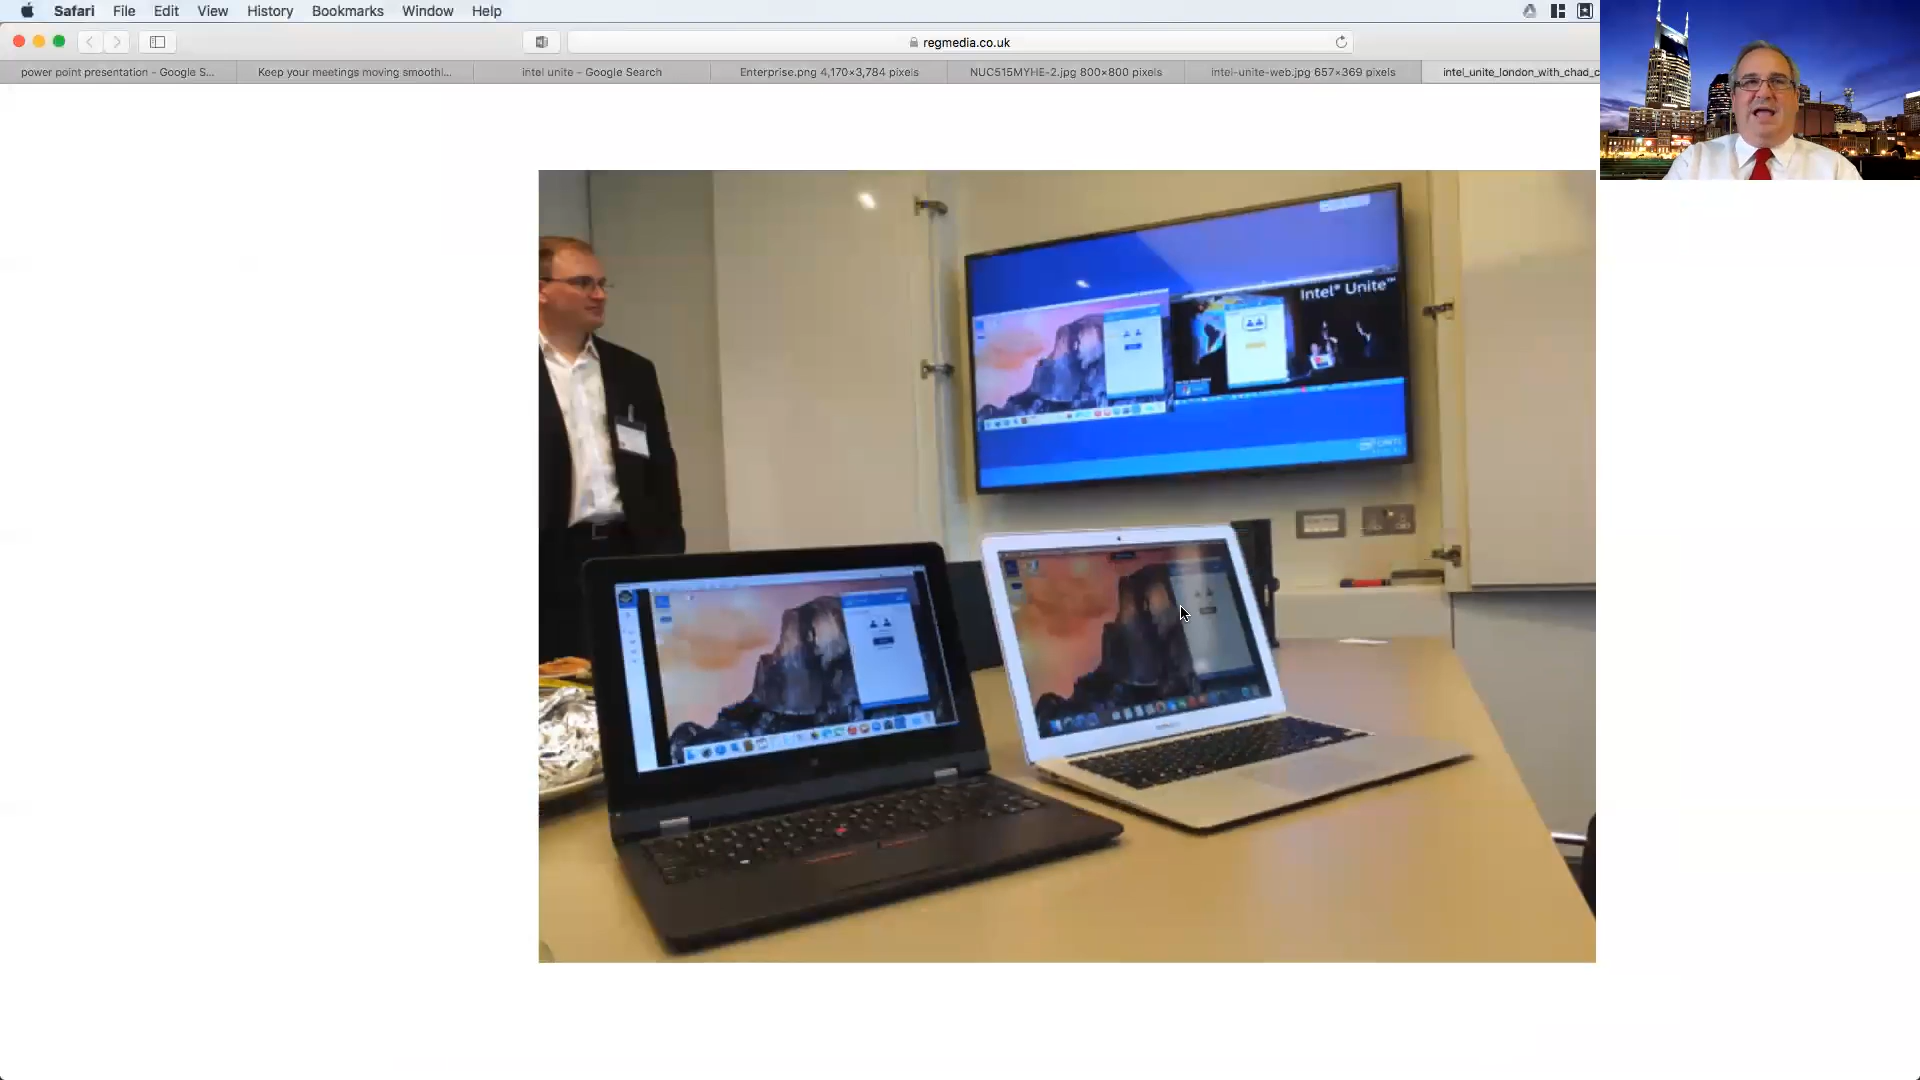 Safari File Edit View History Bookmarks Window Help
regmedia.co.uk
power point presentation - Google S...
Keep your meetings moving smoothl...
intel unite - Google Search
Enterprise.png 4,170×3,784 pixels
NUC515MYHE-2.jpg 800×800 pixels
intel-unite-web.jpg 657×369 pixels
intel_unite_london_with_chad_c
Intel® Unite™